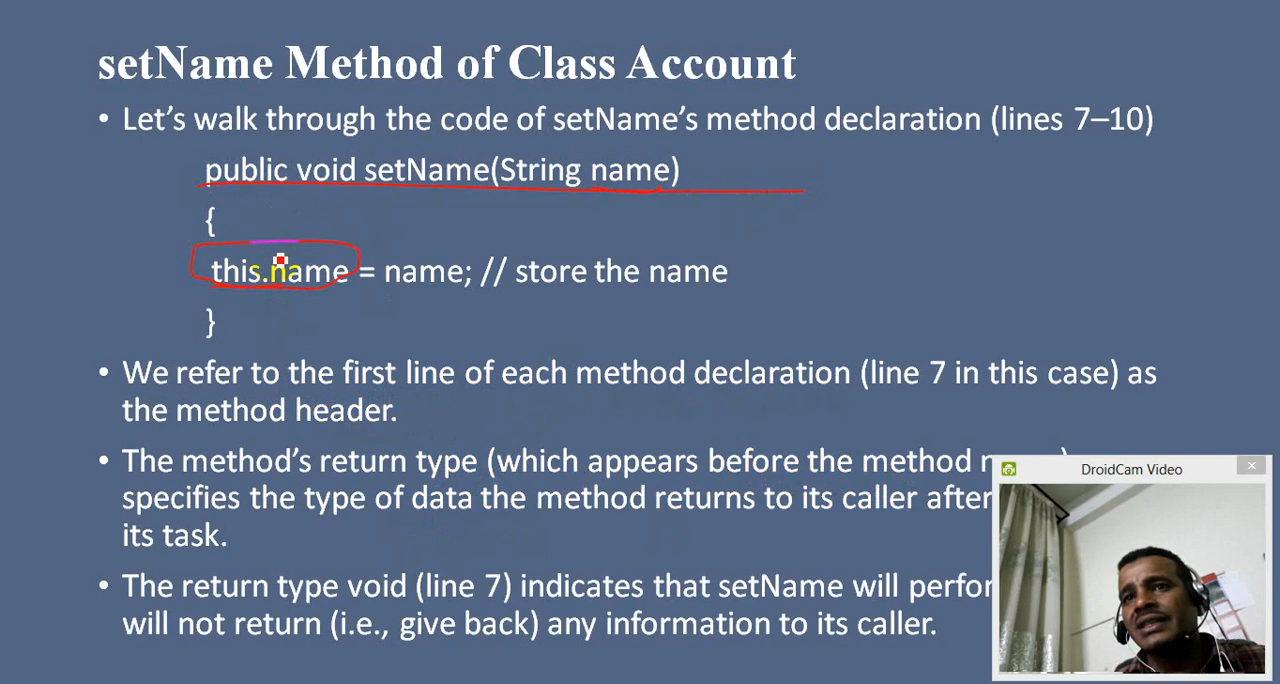 setName Method of Class Account
• Let’s walk through the code of setName’s method declaration (lines 7–10)
public void setName(String name)
{
this.name = name; // store the name
}
• We refer to the first line of each method declaration (line 7 in this case) as
the method header.
• The method’s return type (which appears before the method
specifies the type of data the method returns to its caller after
its task.
• The return type void (line 7) indicates that setName will
will not return (i.e., give back) any information to its caller.
DroidCam Video